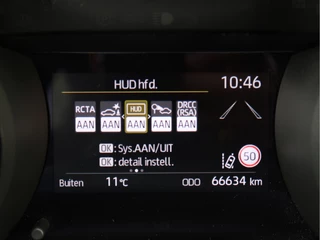 HUD hfd. 10:46
RCTA HUD DRCC
(RSA)
AAN AAN AAN AAN AAN
OK : Sys.AAN/UIT
OK : detail instell.
50
Buiten 11°C ODO 66634 km